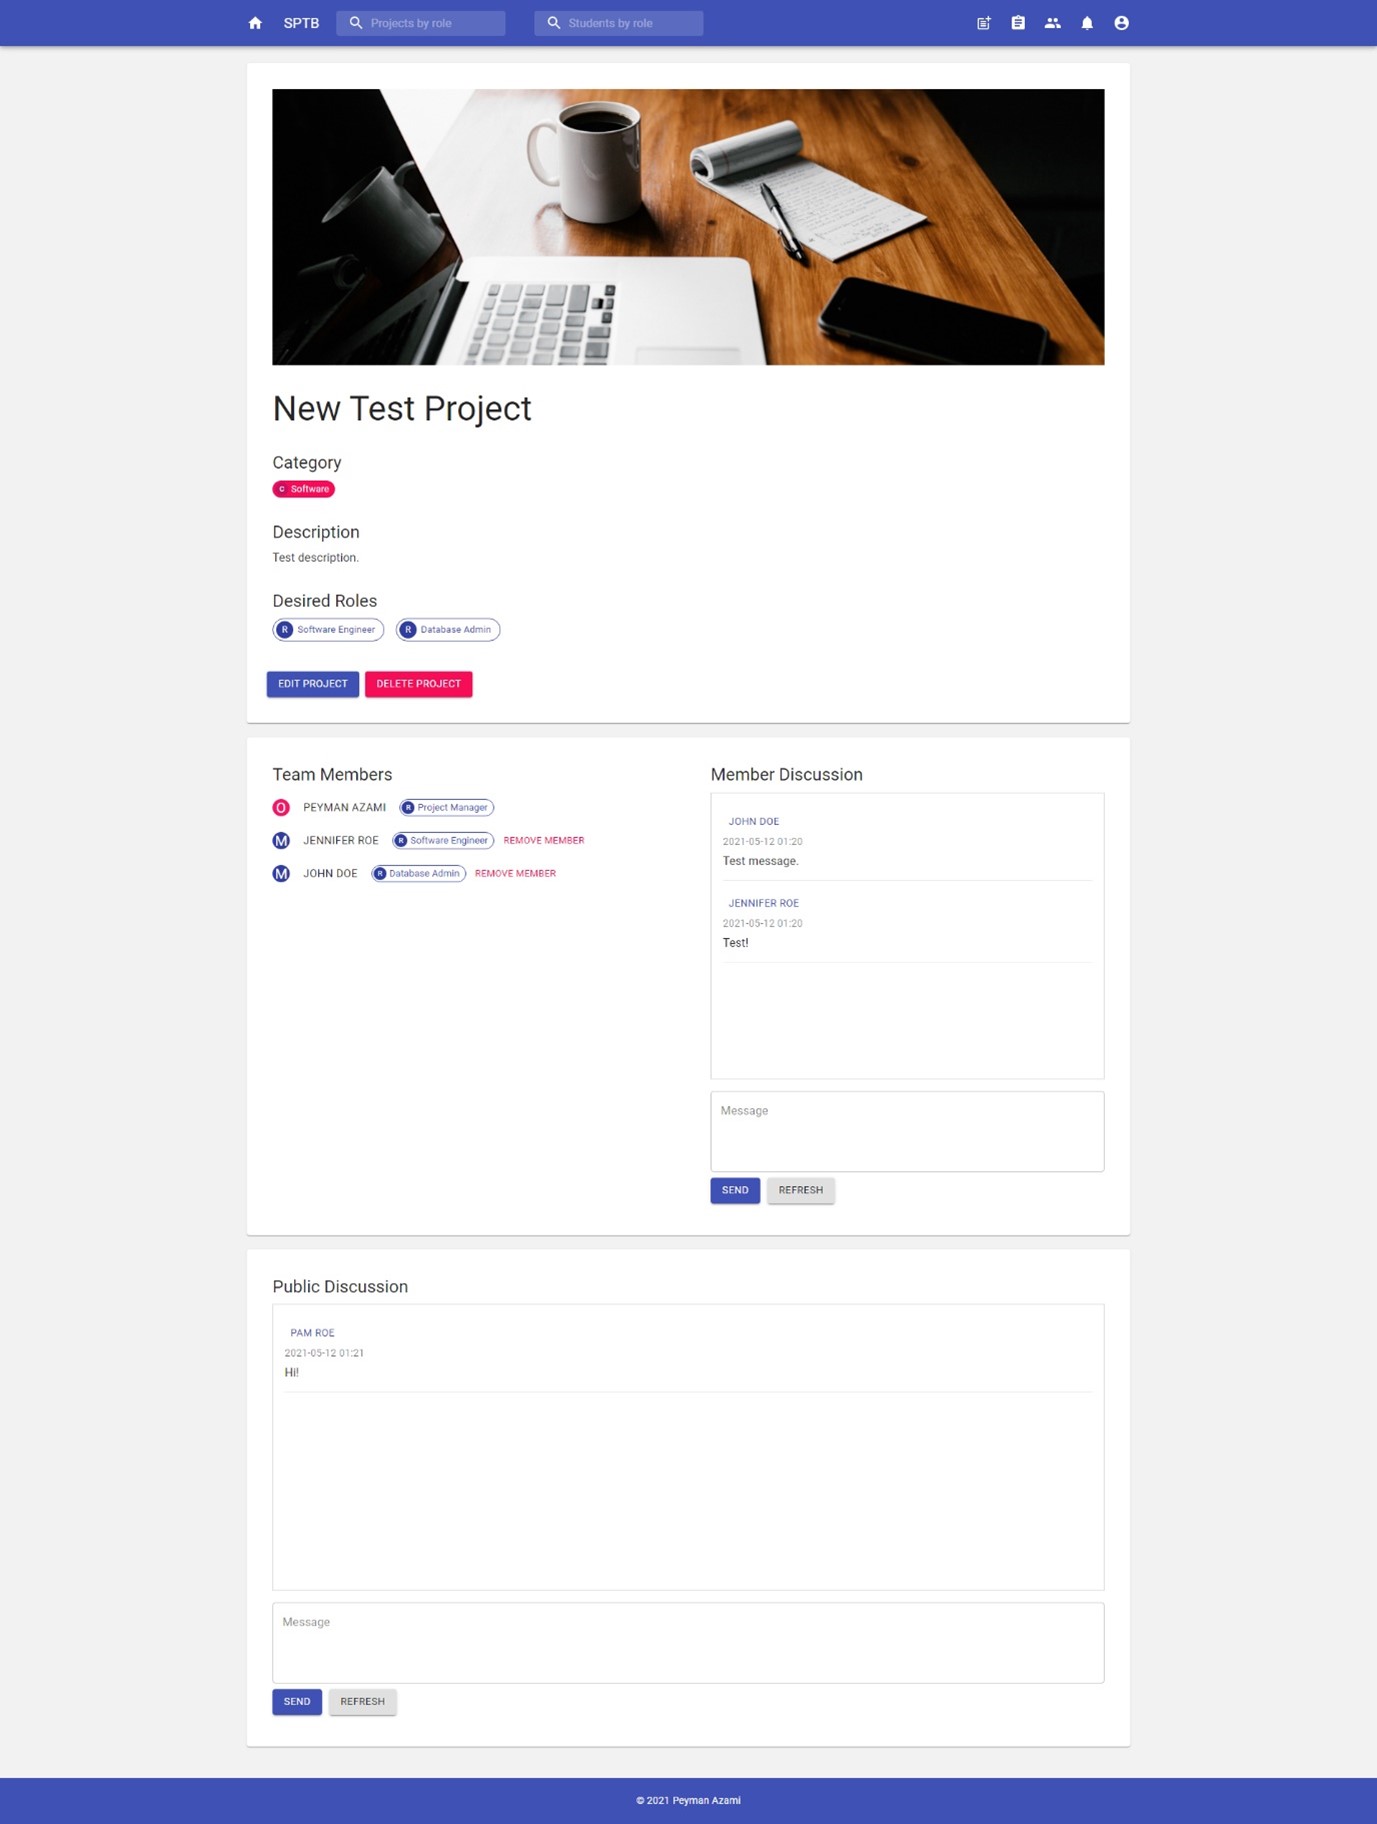 SPTB Projects by role Students by role
New Test Project
Category
C Software
Description
Test description.
Desired Roles
R Software Engineer R Database Admin
EDIT PROJECT DELETE PROJECT
Team Members
O PEYMAN AZAMI R Project Manager
M JENNIFER ROE R Software Engineer REMOVE MEMBER
M JOHN DOE R Database Admin REMOVE MEMBER
Member Discussion
JOHN DOE
2021-05-12 01:20
Test message.
JENNIFER ROE
2021-05-12 01:20
Test!
Message
SEND REFRESH
Public Discussion
PAM ROE
2021-05-12 01:21
Hi!
Message
SEND REFRESH
© 2021 Peyman Azami